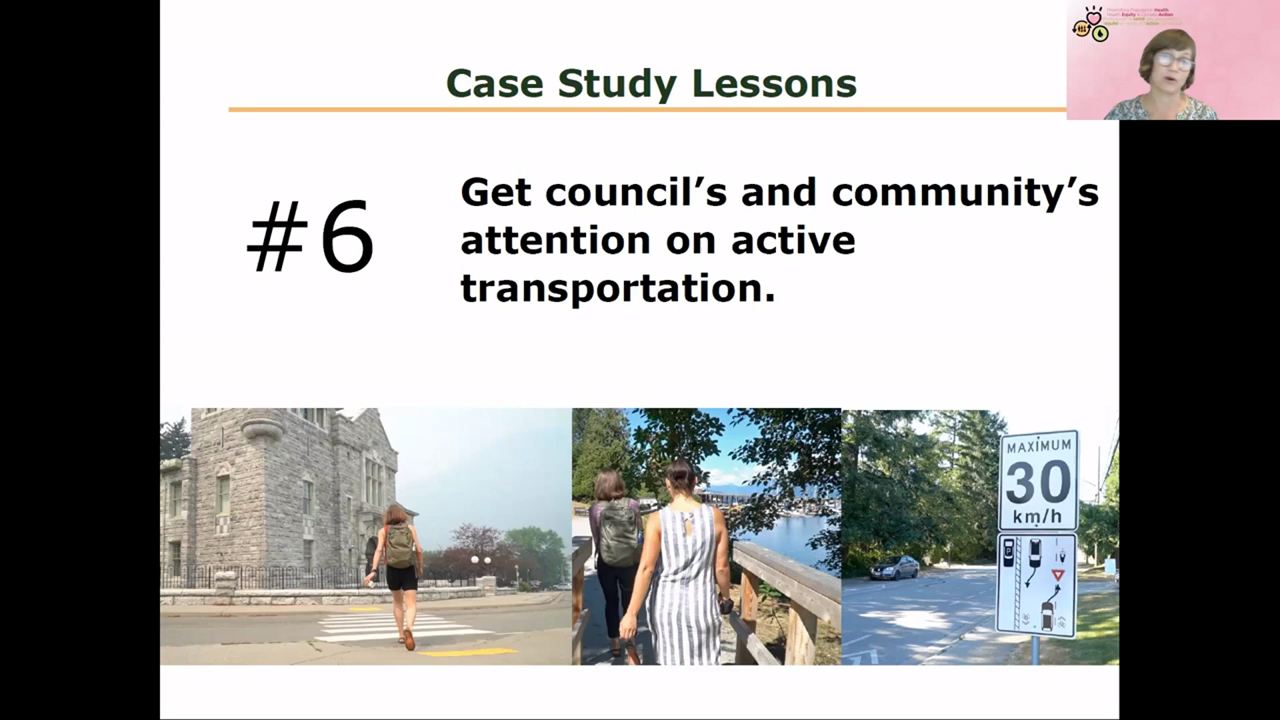 Case Study Lessons
#6
Get council’s and community’s
attention on active
transportation.
MAXIMUM
30
km/h